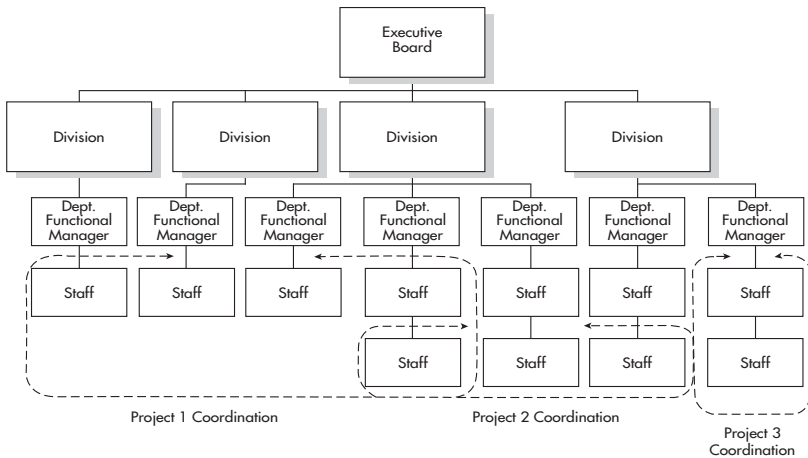 Executive
Board
Division
Division
Division
Division
Dept.
Functional
Manager
Dept.
Functional
Manager
Dept.
Functional
Manager
Dept.
Functional
Manager
Dept.
Functional
Manager
Dept.
Functional
Manager
Dept.
Functional
Manager
Staff
Staff
Staff
Staff
Staff
Staff
Staff
Staff
Staff
Staff
Staff
Project 1 Coordination
Project 2 Coordination
Project 3
Coordination